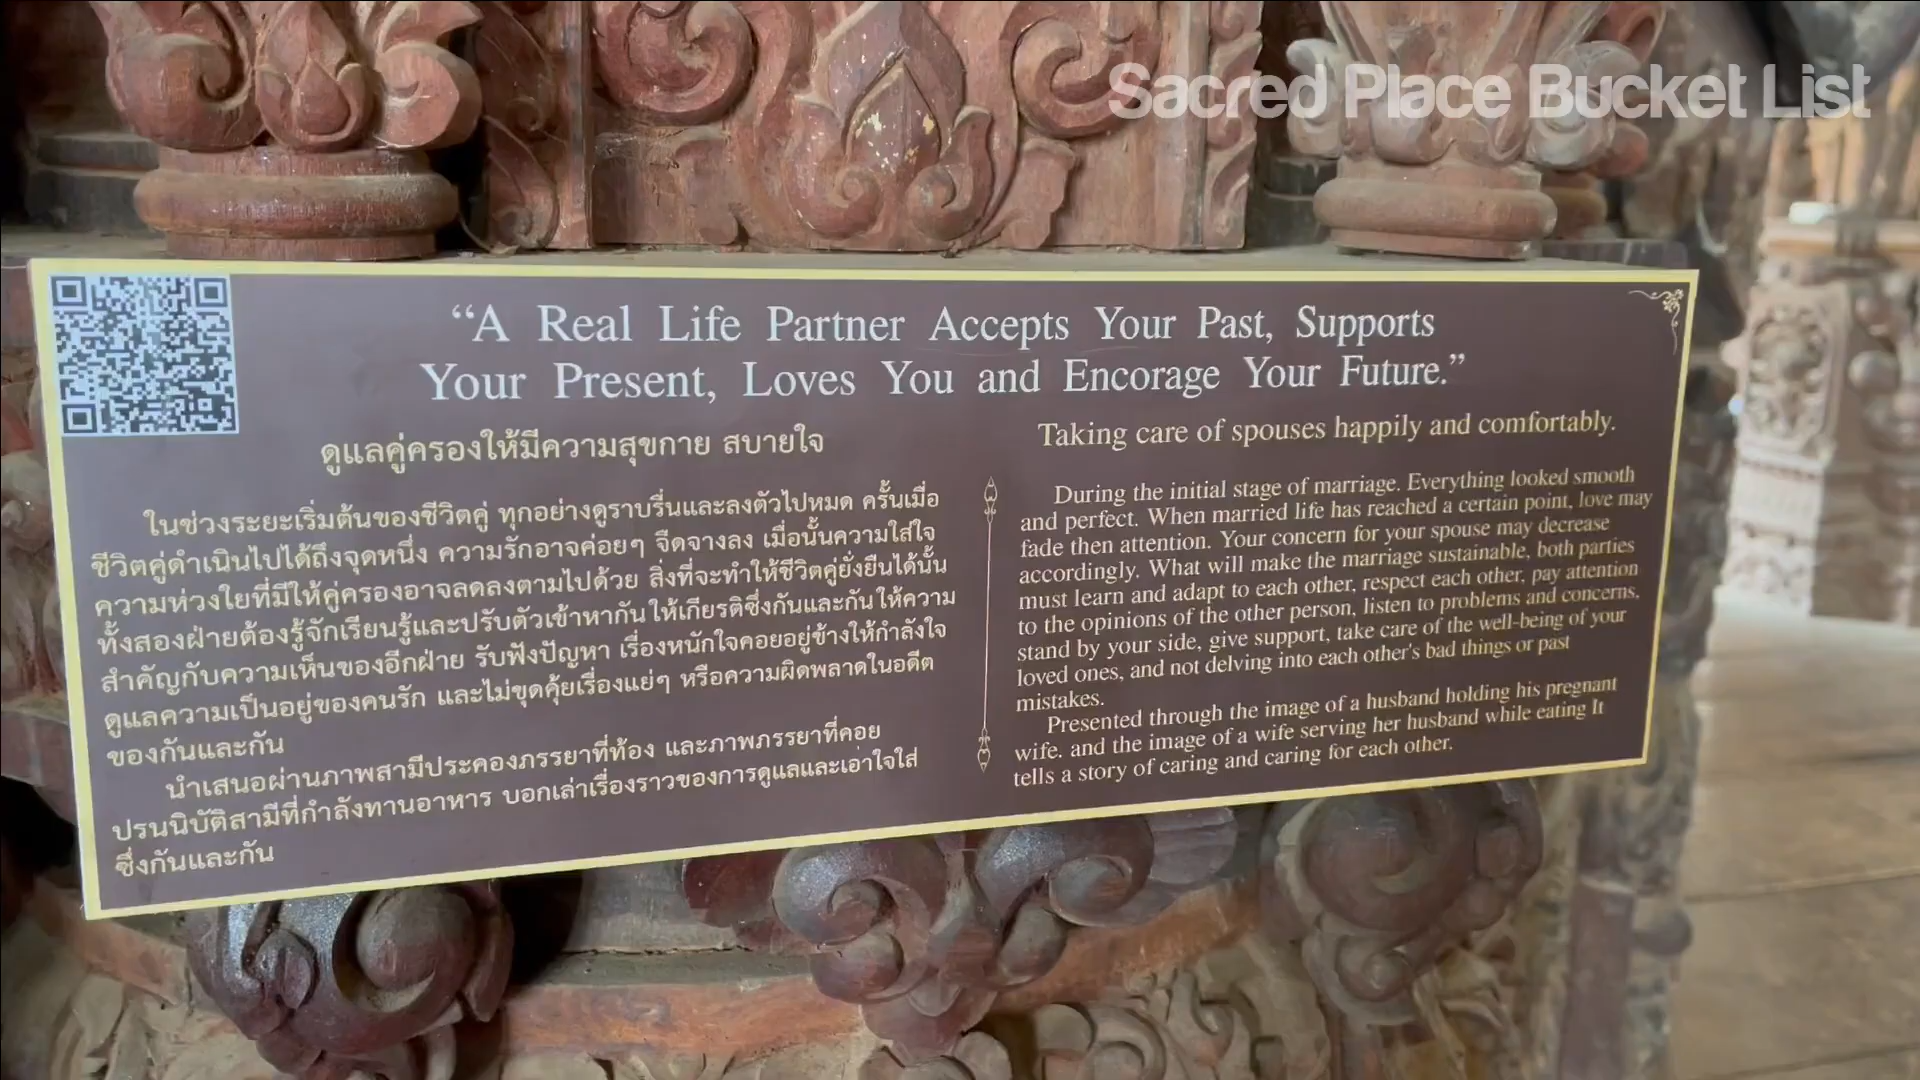 Sacred Place Bucket List
“A Real Life Partner Accepts Your Past, Supports
Your Present, Loves You and Encorage Your Future.”
ดูแลคู่ครองให้มีความสุขกาย สบายใจ
ในช่วงระยะเริ่มต้นของชีวิตคู่ ทุกอย่างดูราบรื่นและลงตัวไปหมด ครั้นเมื่อ
ชีวิตคู่ดำเนินไปได้ถึงจุดหนึ่ง ความรักอาจค่อยๆ จืดจางลง เมื่อนั้นความใส่ใจ
ความห่วงใยที่มีให้คู่ครองอาจลดลงตามไปด้วย สิ่งที่จะทำให้ชีวิตคู่ยั่งยืนได้นั้น
ทั้งสองฝ่ายต้องรู้จักเรียนรู้และปรับตัวเข้าหากัน ให้เกียรติซึ่งกันและกัน ให้ความ
สำคัญกับความเห็นของอีกฝ่าย รับฟังปัญหา เรื่องหนักใจคอยอยู่ข้างให้กำลังใจ
ดูแลความเป็นอยู่ของคนรัก และไม่ขุดคุ้ยเรื่องแย่ๆ หรือความผิดพลาดในอดีต
ของกันและกัน
นำเสนอผ่านภาพสามีประคองภรรยาที่ท้อง และภาพภรรยาที่คอย
ปรนนิบัติสามีที่กำลังทานอาหาร บอกเล่าเรื่องราวของการดูแลและเอาใจใส่
ซึ่งกันและกัน
Taking care of spouses happily and comfortably.
During the initial stage of marriage. Everything looked smooth
and perfect. When married life has reached a certain point, love may
fade then attention. Your concern for your spouse may decrease
accordingly. What will make the marriage sustainable, both parties
must learn and adapt to each other, respect each other, pay attention
to the opinions of the other person, listen to problems and concerns,
stand by your side, give support, take care of the well-being of your
loved ones, and not delving into each other's bad things or past
mistakes.
Presented through the image of a husband holding his pregnant
wife. and the image of a wife serving her husband while eating It
tells a story of caring and caring for each other.